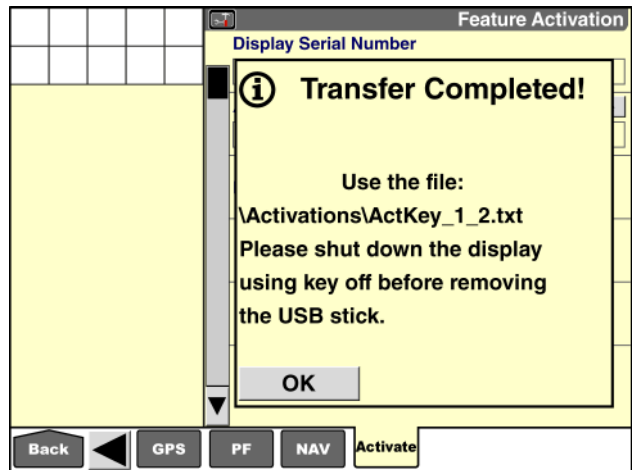 Feature Activation
Display Serial Number
Transfer Completed!
Use the file:
\Activations\ActKey_1_2.txt
Please shut down the display
using key off before removing
the USB stick.
OK
Back GPS PF NAV Activate